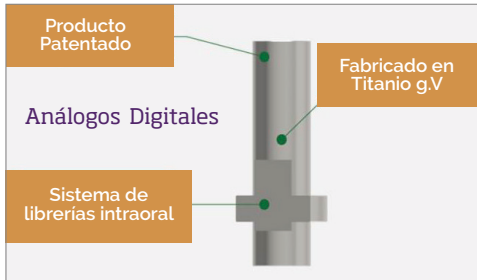 Producto
Patentado
Fabricado en
Titanio g.V
Análogos Digitales
Sistema de
librerías intraoral